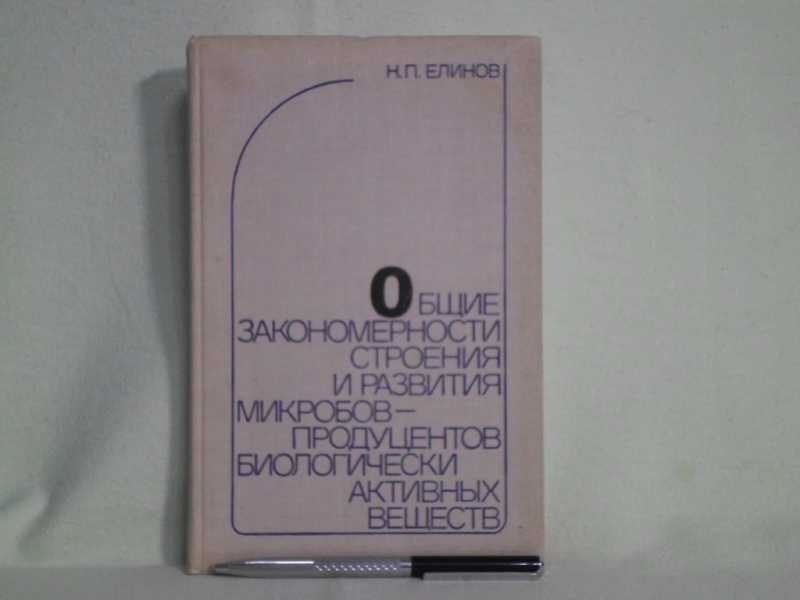 Н.П. ЕЛИНОВ
ОБЩИЕ
ЗАКОНОМЕРНОСТИ
СТРОЕНИЯ
И РАЗВИТИЯ
МИКРОБОВ—
ПРОДУЦЕНТОВ
БИОЛОГИЧЕСКИ
АКТИВНЫХ
ВЕЩЕСТВ